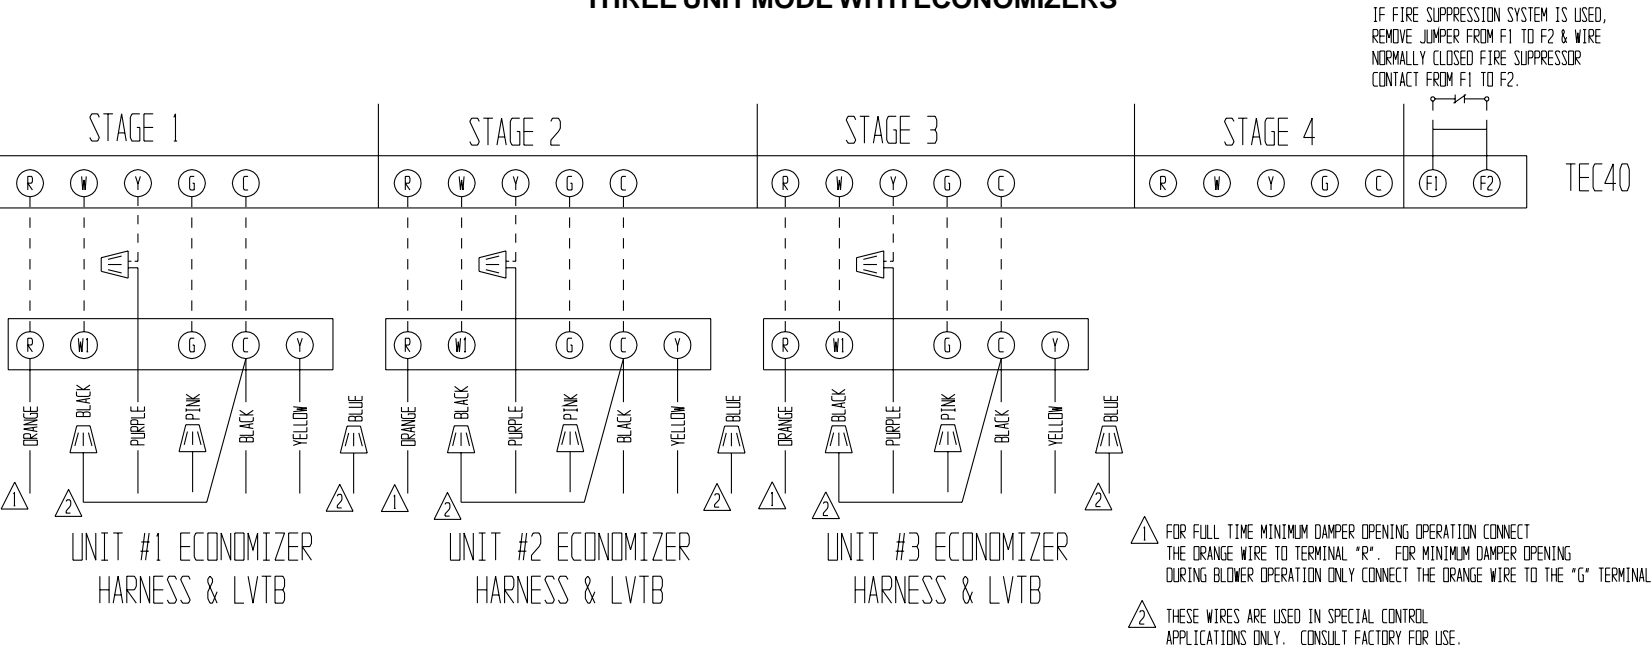 THREE UNIT MODE WITH ECONOMIZERS
IF FIRE SUPPRESSION SYSTEM IS USED,
REMOVE JUMPER FROM F1 TO F2 & WIRE
NORMALLY CLOSED FIRE SUPPRESSOR
CONTACT FROM F1 TO F2.
STAGE 1 STAGE 2 STAGE 3 STAGE 4
R W Y G C R W Y G C R W Y G C R W Y G C F1 F2 TEC40
R W1 G C Y R W1 G C Y R W1 G C Y
ORANGE BLACK PURPLE PINK BLACK YELLOW BLUE ORANGE BLACK PURPLE PINK BLACK YELLOW BLUE ORANGE BLACK PURPLE PINK BLACK YELLOW BLUE
1 2 2 1 2 2 1 2 2
UNIT #1 ECONOMIZER
HARNESS & LVTB
UNIT #2 ECONOMIZER
HARNESS & LVTB
UNIT #3 ECONOMIZER
HARNESS & LVTB
1 FOR FULL TIME MINIMUM DAMPER OPENING OPERATION CONNECT
THE ORANGE WIRE TO TERMINAL "R". FOR MINIMUM DAMPER OPENING
DURING BLOWER OPERATION ONLY CONNECT THE ORANGE WIRE TO THE "G" TERMINAL
2 THESE WIRES ARE USED IN SPECIAL CONTROL
APPLICATIONS ONLY. CONSULT FACTORY FOR USE.